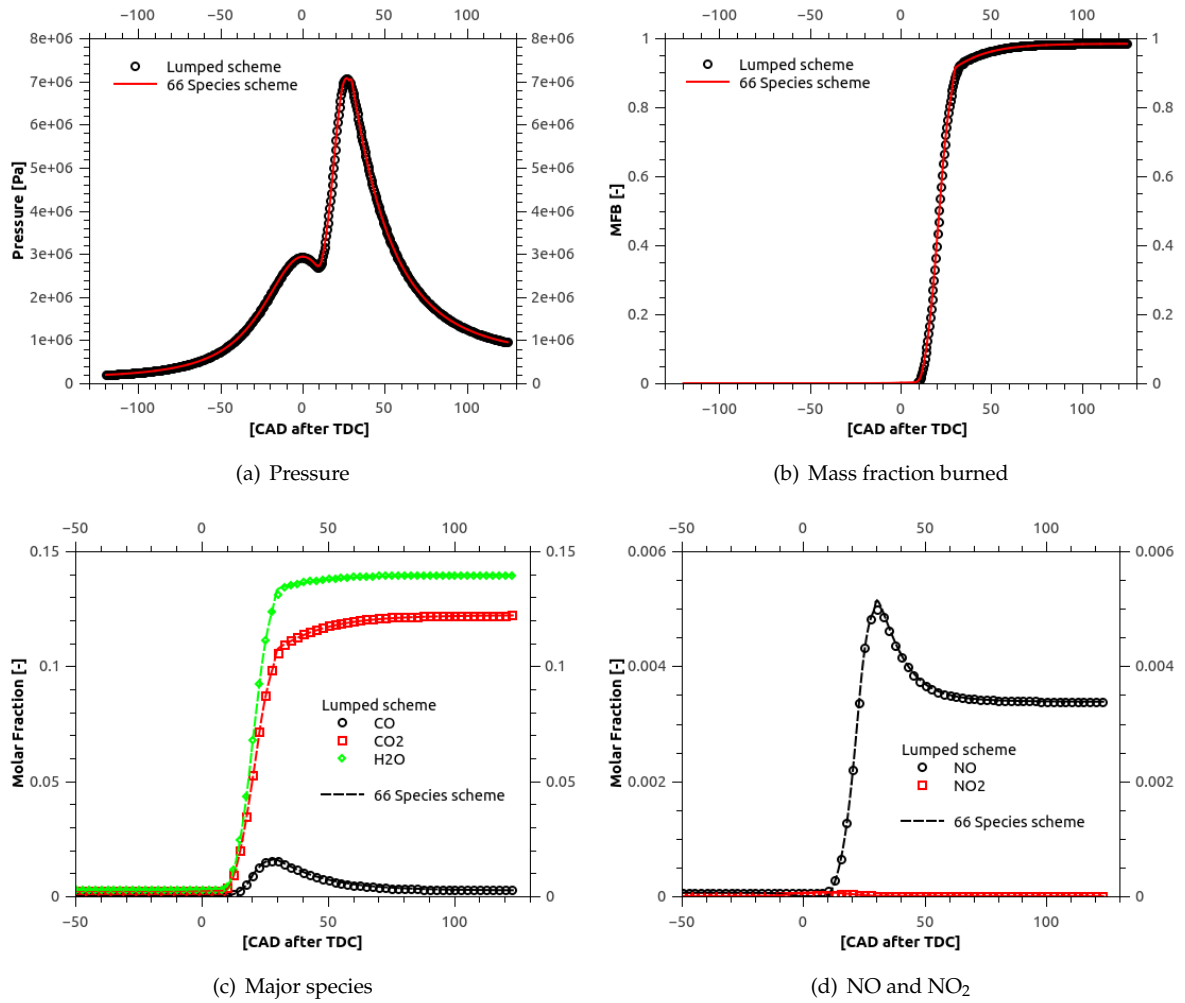 −100 −50 0 50 100
8e+06 8e+06
Lumped scheme
66 Species scheme
7e+06 7e+06
6e+06 6e+06
5e+06 5e+06
4e+06 4e+06
3e+06 3e+06
2e+06 2e+06
1e+06 1e+06
0 0
Pressure [Pa]
−100 −50 0 50 100
[CAD after TDC]
(a) Pressure
−100 −50 0 50 100
1 1
Lumped scheme
66 Species scheme
0.8 0.8
0.6 0.6
0.4 0.4
0.2 0.2
0 0
MFB [-]
−100 −50 0 50 100
[CAD after TDC]
(b) Mass fraction burned
−50 0 50 100
0.15 0.15
0.1 0.1
0.05 0.05
0 0
Molar Fraction [-]
Lumped scheme
CO
CO2
H2O
66 Species scheme
−50 0 50 100
[CAD after TDC]
(c) Major species
−50 0 50 100
0.006 0.006
0.004 0.004
0.002 0.002
0 0
Molar Fraction [-]
Lumped scheme
NO
NO2
66 Species scheme
−50 0 50 100
[CAD after TDC]
(d) NO and NO₂